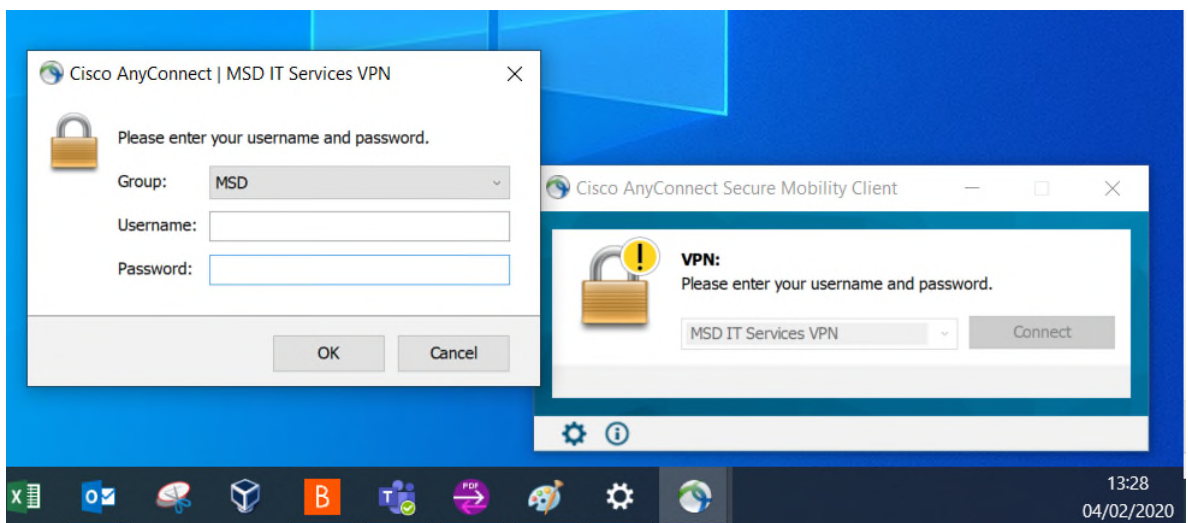 Cisco AnyConnect | MSD IT Services VPN
Please enter your username and password.
Group: MSD
Username:
Password:
OK Cancel
Cisco AnyConnect Secure Mobility Client
VPN:
Please enter your username and password.
MSD IT Services VPN Connect
B
PDF
13:28
04/02/2020